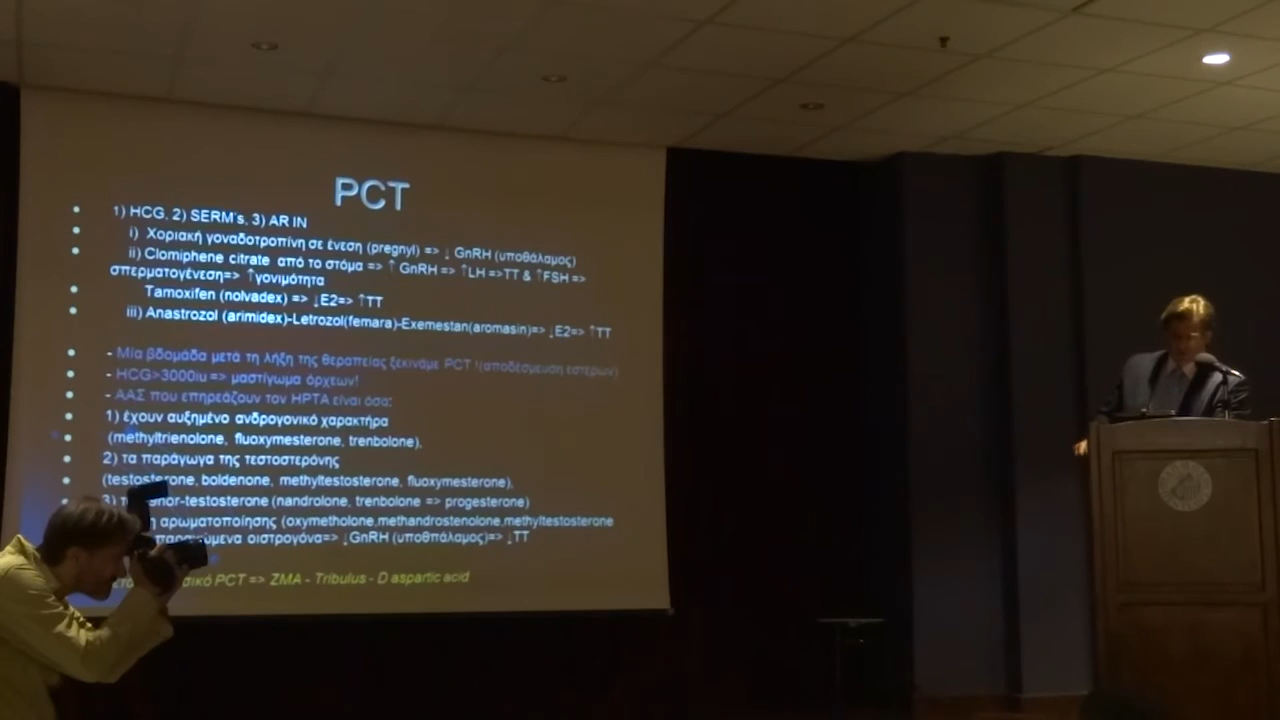 PCT
1) HCG, 2) SERM's, 3) AR IN
i) Χοριακή γοναδοτροπίνη σε ένεση (pregnyl) => ↓ GnRH (υποθάλαμος)
ii) Clomiphene citrate από το στόμα => ↑ GnRH => ↑LH =>TT & ↑FSH =>
σπερματογένεση=> ↑γονιμότητα
Tamoxifen (nolvadex) => ↓E2=> ↑TT
iii) Anastrozol (arimidex)-Letrozol(femara)-Exemestan(aromasin)=> ↓E2=> ↑TT
- Μία βδομάδα μετά τη λήξη της θεραπείας ξεκινάμε PCT !(αποδέσμευση εστέρων)
- HCG>3000iu => μαστίγωμα όρχεων!
- ΑΑΣ που επηρεάζουν τον HPTA είναι όσα:
1) έχουν αυξημένο ανδρογονικό χαρακτήρα
(methyltrienolone, fluoxymesterone, trenbolone),
2) τα παράγωγα της τεστοστερόνης
(testosterone, boldenone, methyltestosterone, fluoxymesterone),
3) nor-testosterone (nandrolone, trenbolone => progesterone)
αρωματοποίησης (oxymetholone,methandrostenolone,methyltestosterone
οιστρογόνα=> ↓GnRH (υποθπάλαμος)=> ↓TT
PCT => ZMA - Tribulus - D aspartic acid